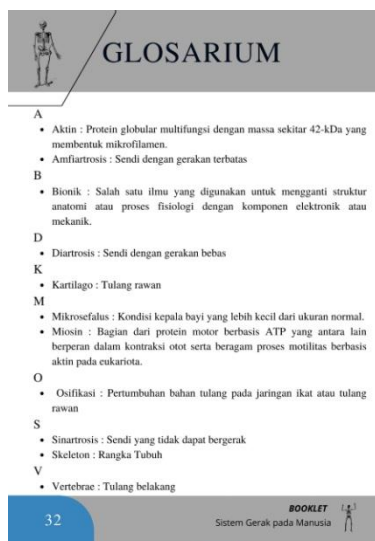 GLOSARIUM
A
• Aktin : Protein globular multifungsi dengan massa sekitar 42-kDa yang
membentuk mikrofilamen.
• Amfiartrosis : Sendi dengan gerakan terbatas
B
• Bionik : Salah satu ilmu yang digunakan untuk mengganti struktur
anatomi atau proses fisiologi dengan komponen elektronik atau
mekanik.
D
• Diartrosis : Sendi dengan gerakan bebas
K
• Kartilago : Tulang rawan
M
• Mikrosefalus : Kondisi kepala bayi yang lebih kecil dari ukuran normal.
• Miosin : Bagian dari protein motor berbasis ATP yang antara lain
berperan dalam kontraksi otot serta beragam proses motilitas berbasis
aktin pada eukariota.
O
• Osifikasi : Pertumbuhan bahan tulang pada jaringan ikat atau tulang
rawan
S
• Sinartrosis : Sendi yang tidak dapat bergerak
• Skeleton : Rangka Tubuh
V
• Vertebrae : Tulang belakang
32
BOOKLET
Sistem Gerak pada Manusia